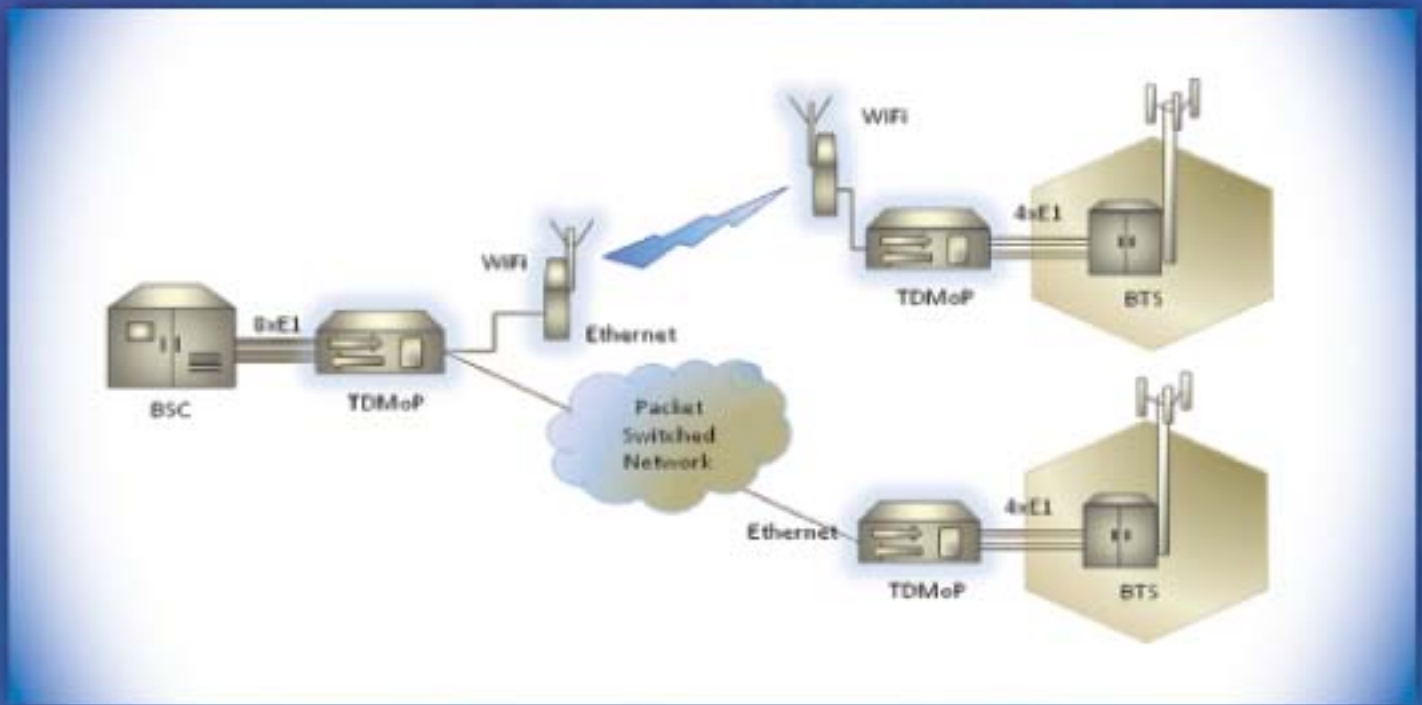 WiFi
4xE1
TDMoP
BTS
WiFi
Ethernet
8xE1
TDMoP
BSC
Packet
Switched
Network
4xE1
Ethernet
TDMoP
BTS